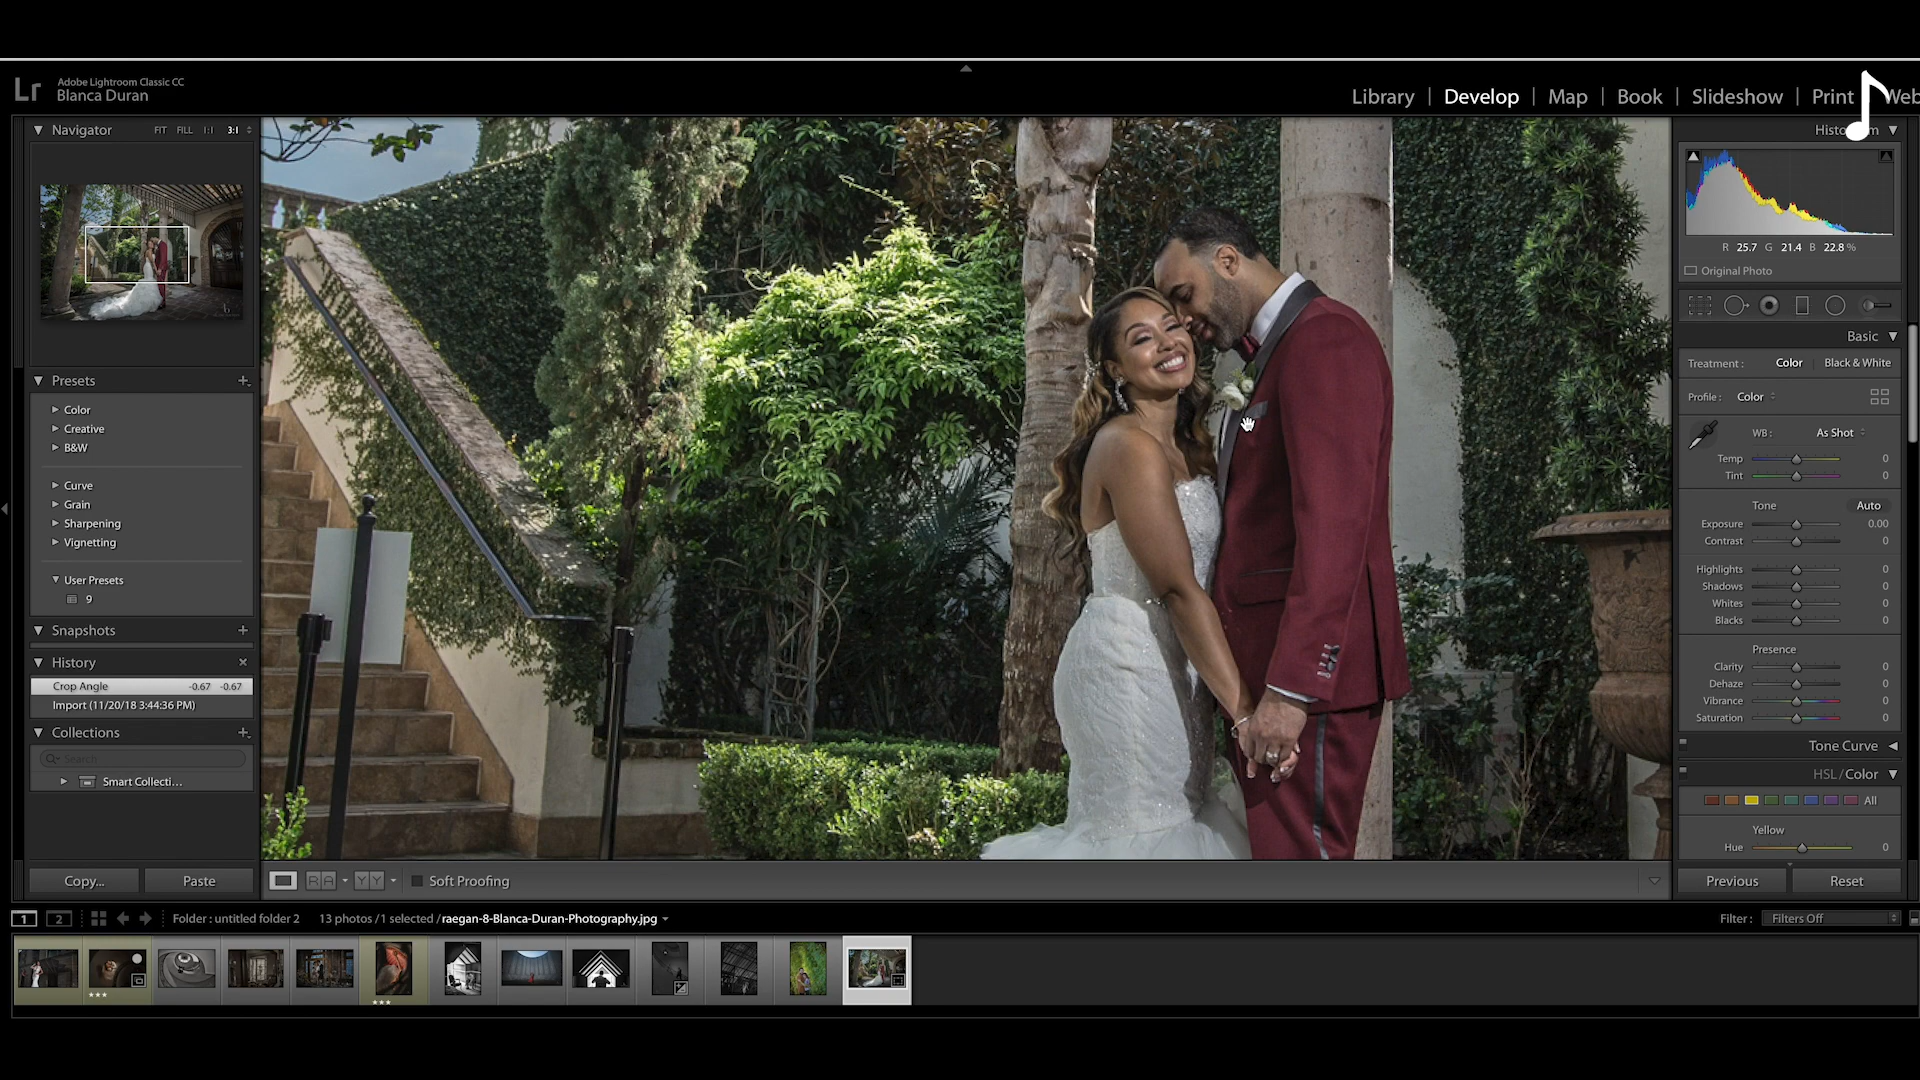 Lr
Adobe Lightroom Classic CC
Blanca Duran
Library | Develop | Map | Book | Slideshow | Print Web
Navigator FIT FILL 1:1 3:1
Presets
Color
Creative
B&W
Curve
Grain
Sharpening
Vignetting
User Presets
9
Snapshots
History
Crop Angle -0.67 -0.67
Import (11/20/18 3:44:36 PM)
Collections
Search
Smart Collecti...
Copy... Paste
R A Y Y Soft Proofing
R 25.7 G 21.4 B 22.8 %
Original Photo
Basic
Treatment : Color Black & White
Profile : Color
WB : As Shot
Temp 0
Tint 0
Tone Auto
Exposure 0.00
Contrast 0
Highlights 0
Shadows 0
Whites 0
Blacks 0
Presence
Clarity 0
Dehaze 0
Vibrance 0
Saturation 0
Tone Curve
HSL / Color
All
Yellow
Hue 0
Previous Reset
1 2 Folder : untitled folder 2 13 photos / 1 selected / raegan-8-Blanca-Duran-Photography.jpg
Filter : Filters Off